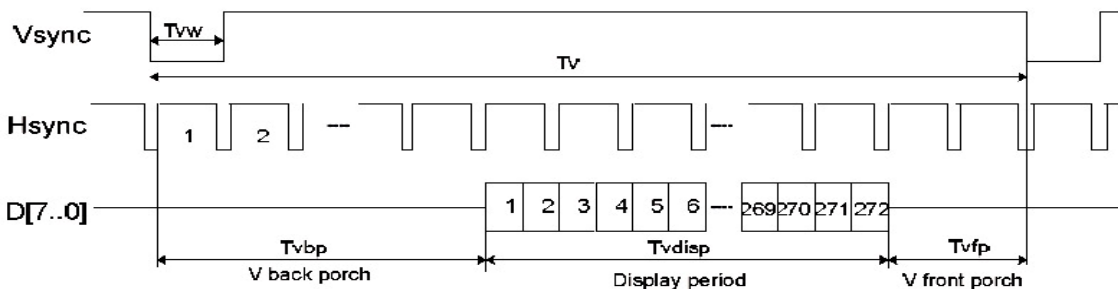 Vsync
Tvw
Tv
Hsync
1 2 ---
----
D[7..0]
1 2 3 4 5 6 ---- 269 270 271 272
Tvbp Tvdisp Tvfp
V back porch Display period V front porch